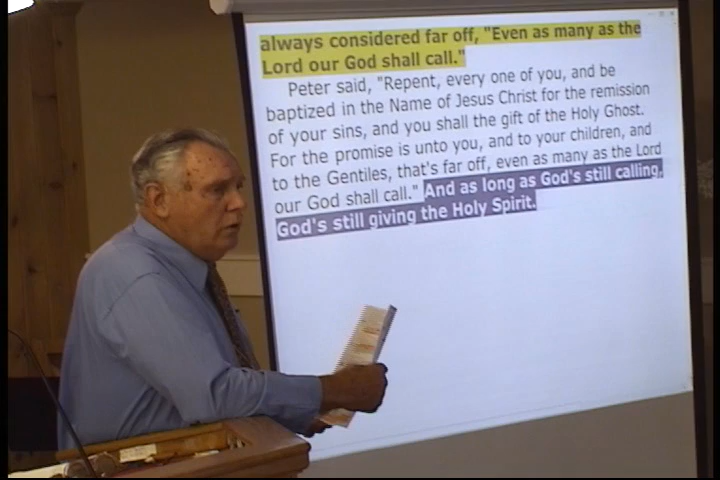 always considered far off, "Even as many as the
Lord our God shall call."
Peter said, "Repent, every one of you, and be
baptized in the Name of Jesus Christ for the remission
of your sins, and you shall the gift of the Holy Ghost.
For the promise is unto you, and to your children, and
to the Gentiles, that's far off, even as many as the Lord
our God shall call." And as long as God's still calling,
God's still giving the Holy Spirit.